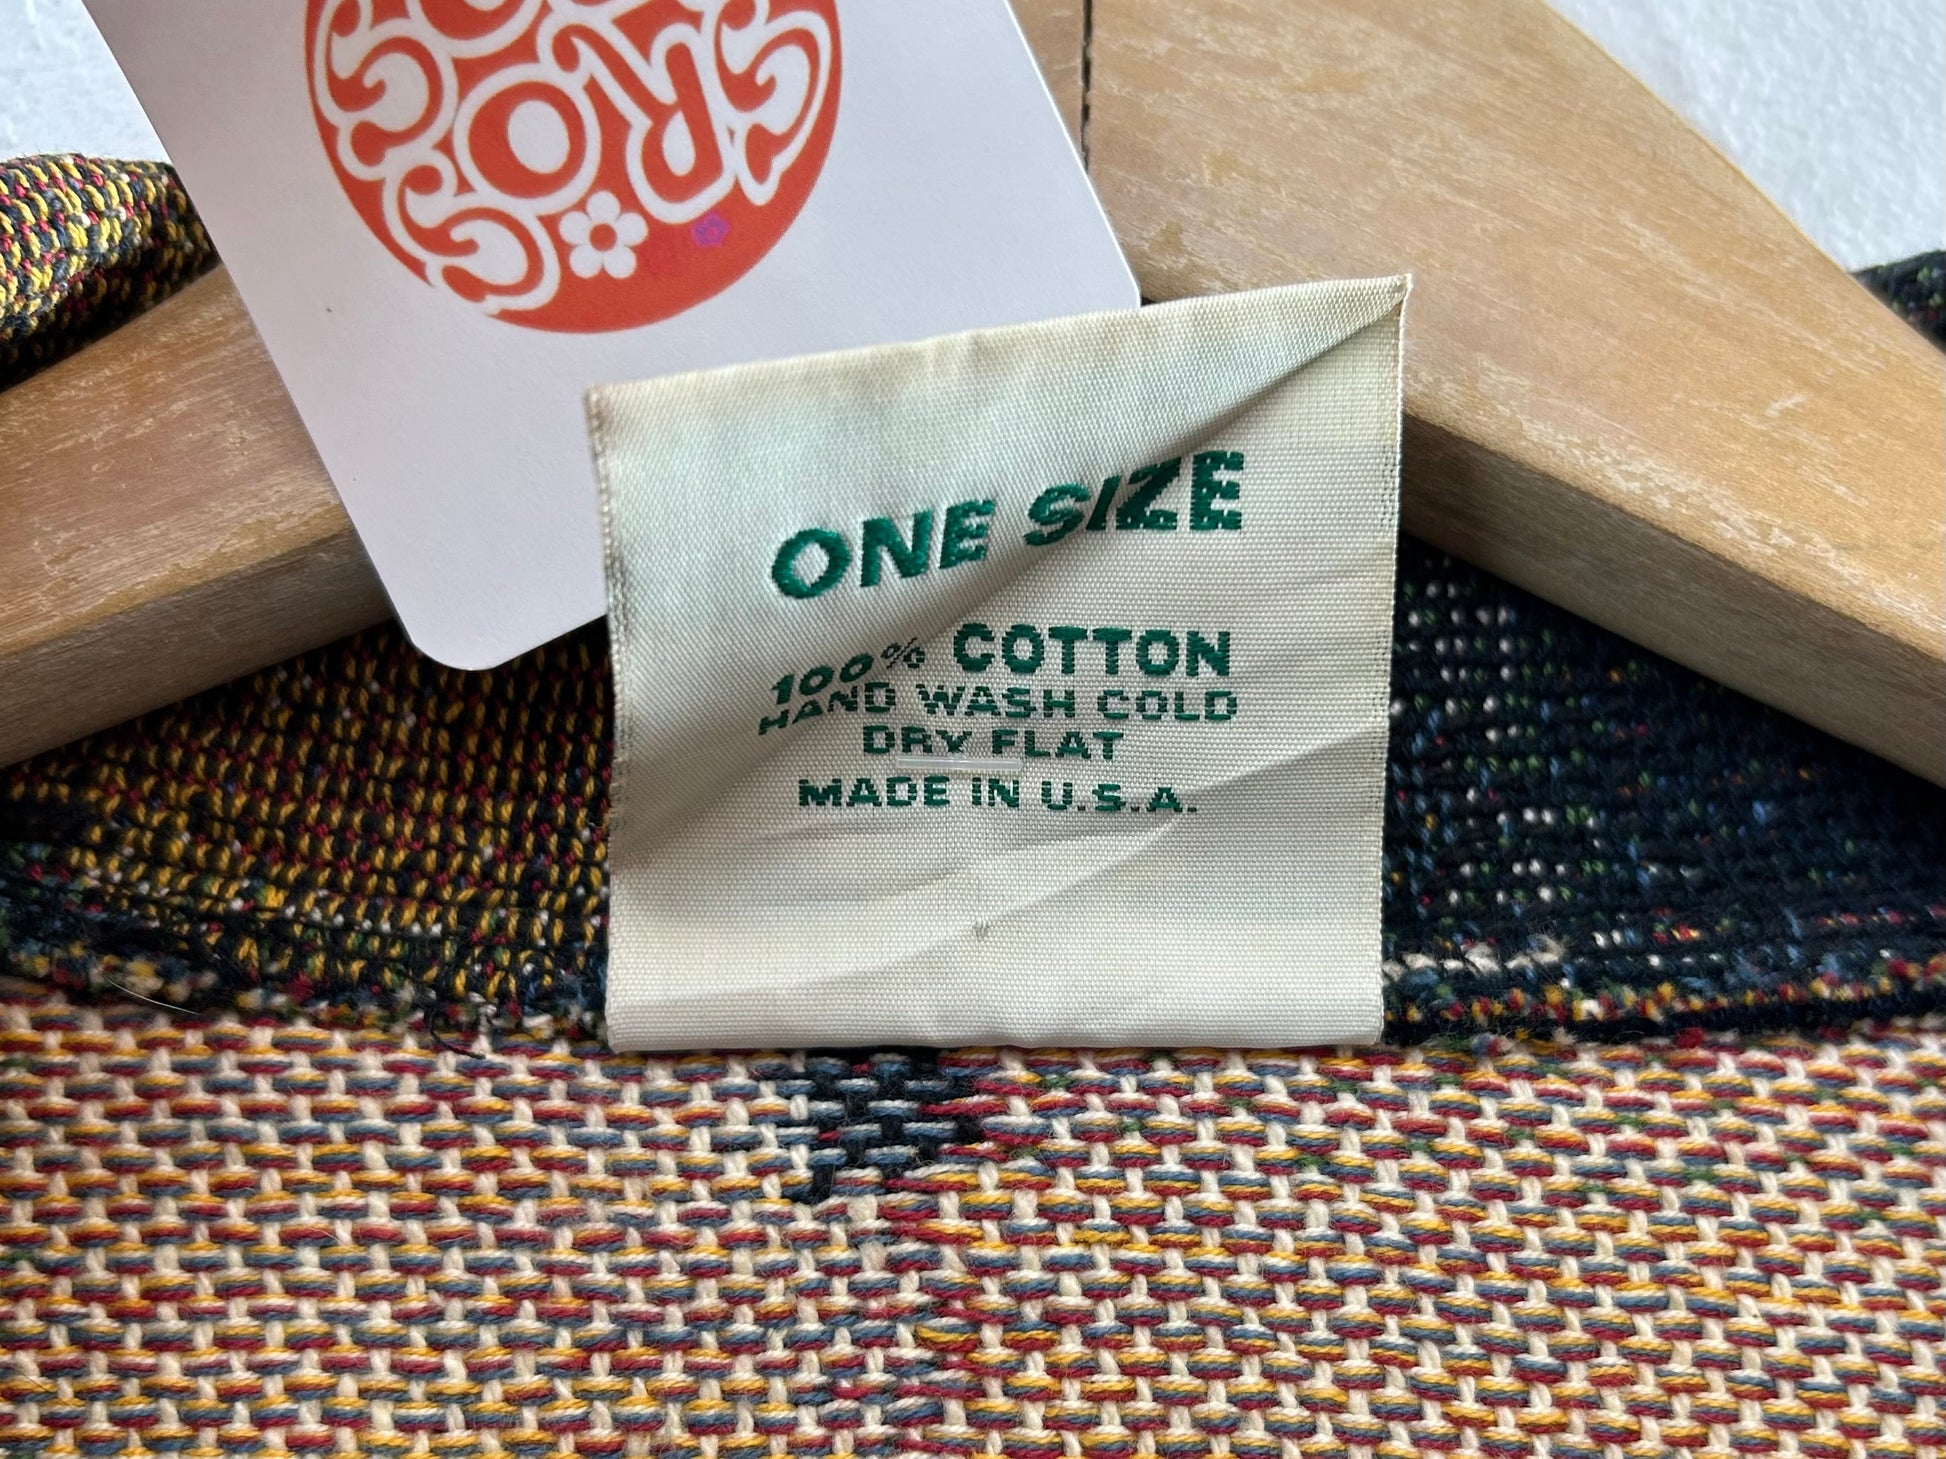 ONE SIZE
100% COTTON
HAND WASH COLD
DRY FLAT
MADE IN U.S.A.